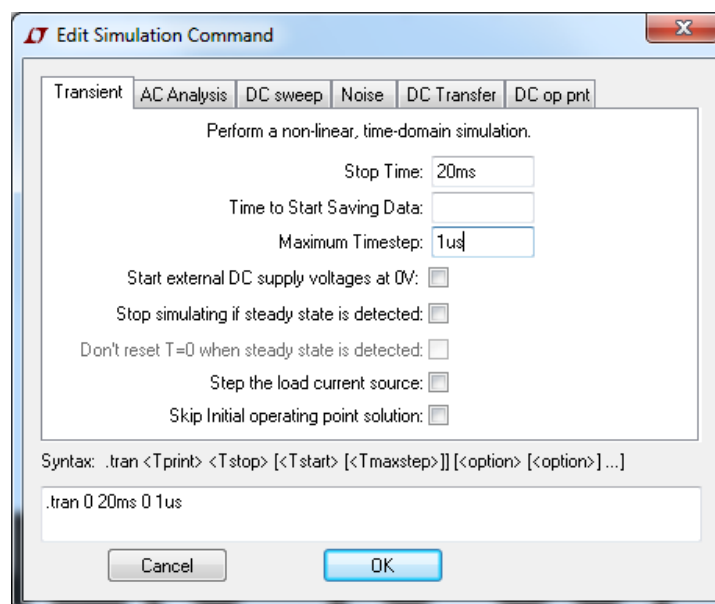 Edit Simulation Command
Transient AC Analysis DC sweep Noise DC Transfer DC op pnt
Perform a non-linear, time-domain simulation.
Stop Time: 20ms
Time to Start Saving Data:
Maximum Timestep: 1us
Start external DC supply voltages at 0V:
Stop simulating if steady state is detected:
Don't reset T=0 when steady state is detected:
Step the load current source:
Skip Initial operating point solution:
Syntax: .tran <Tprint> <Tstop> [<Tstart> [<Tmaxstep>]] [<option> [<option>] ...]
.tran 0 20ms 0 1us
Cancel OK